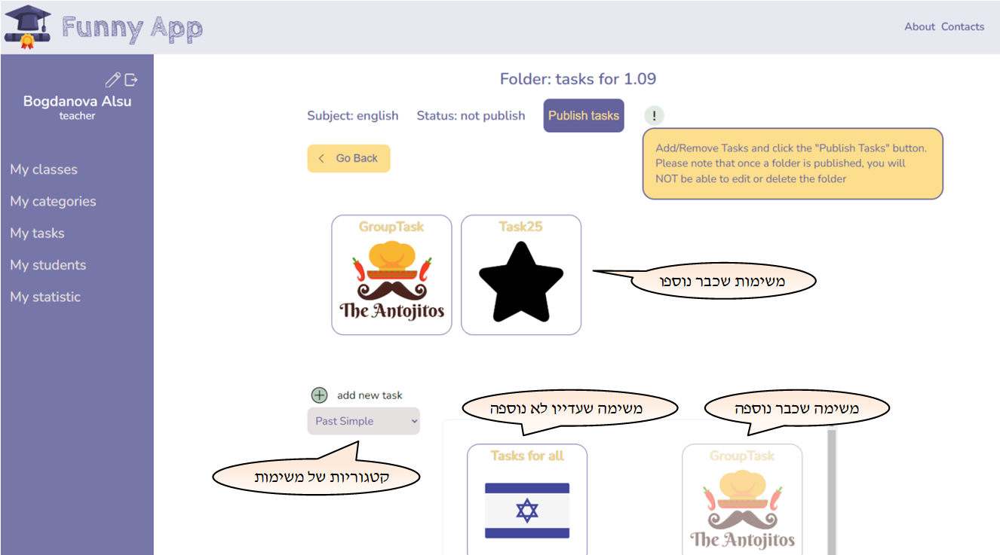 Funny App
About Contacts
Bogdanova Alsu
teacher
My classes
My categories
My tasks
My students
My statistic
Folder: tasks for 1.09
Subject: english Status: not publish Publish tasks !
Go Back
Add/Remove Tasks and click the "Publish Tasks" button.
Please note that once a folder is published, you will
NOT be able to edit or delete the folder
GroupTask
The Antojitos
Task25
משימות שכבר נוספו
add new task
Past Simple
קטגוריות של משימות
משימה שעדיין לא נוספה
Tasks for all
משימה שכבר נוספה
GroupTask
The Antojitos